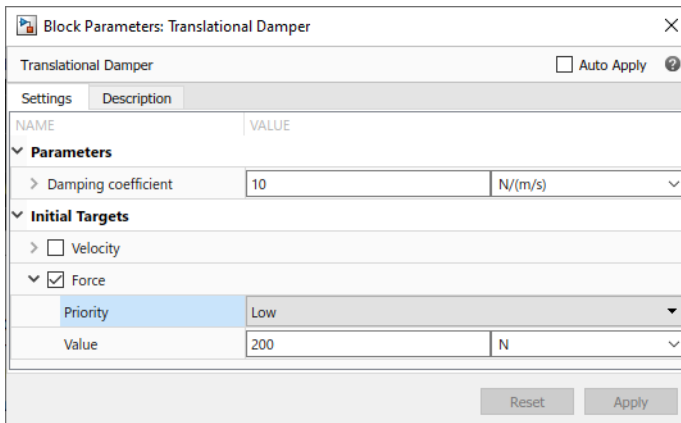 Block Parameters: Translational Damper
Translational Damper Auto Apply
Settings Description
NAME VALUE
Parameters
Damping coefficient 10 N/(m/s)
Initial Targets
Velocity
Force
Priority Low
Value 200 N
Reset Apply